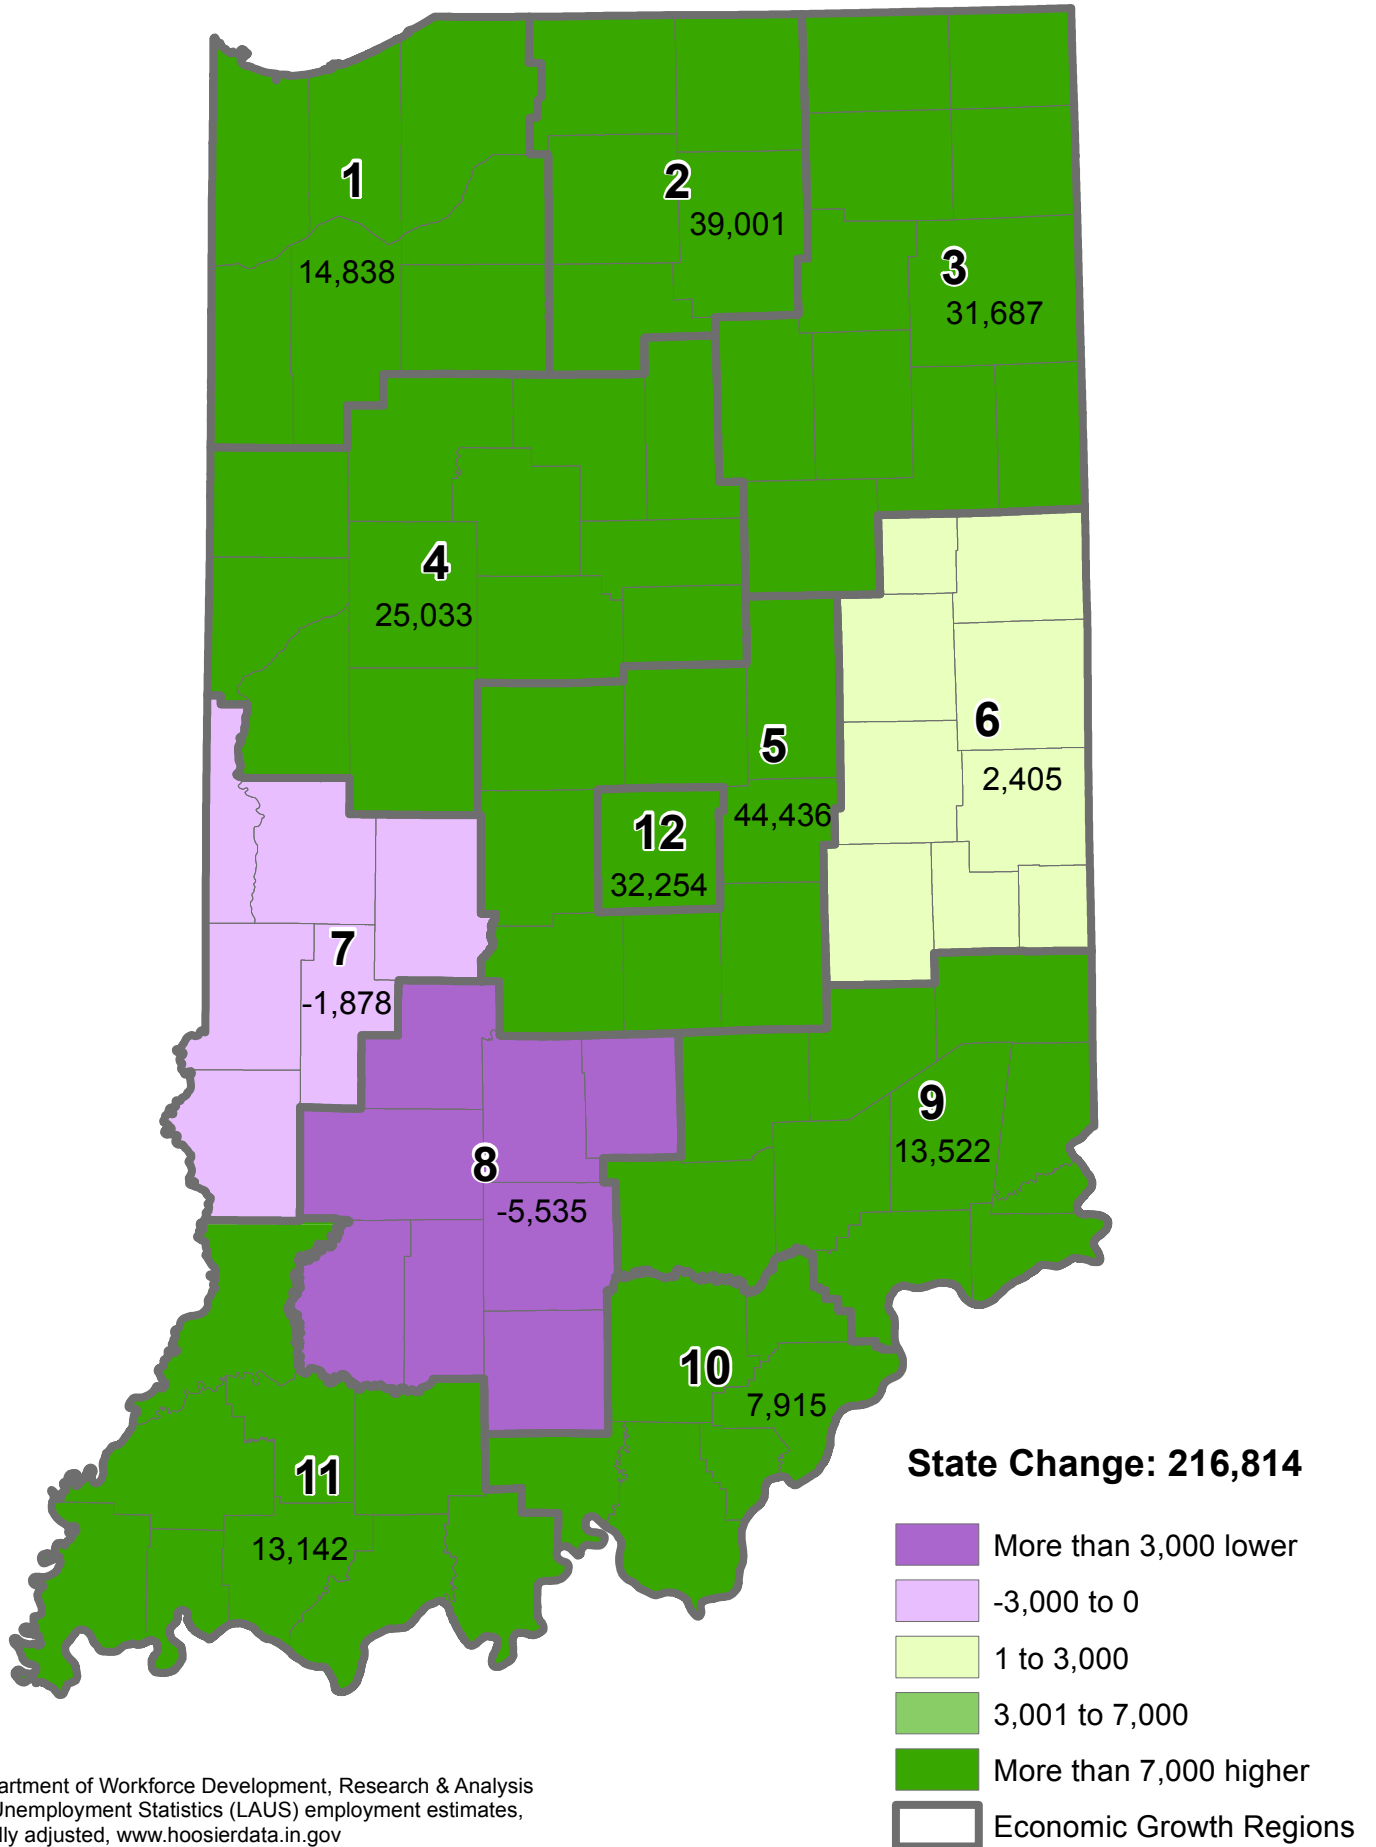 1
14,838
2
39,001
3
31,687
4
25,033
5
44,436
6
2,405
12
32,254
7
-1,878
8
-5,535
9
13,522
10
7,915
11
13,142
State Change: 216,814
More than 3,000 lower
-3,000 to 0
1 to 3,000
3,001 to 7,000
More than 7,000 higher
Economic Growth Regions
artment of Workforce Development, Research & Analysis
Unemployment Statistics (LAUS) employment estimates,
lly adjusted, www.hoosierdata.in.gov